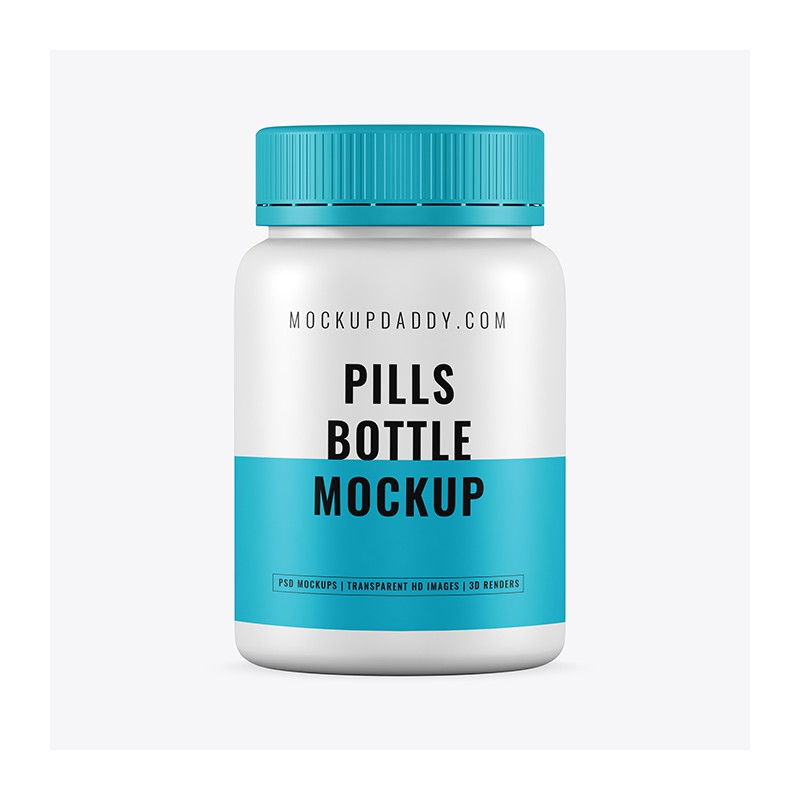 MOCKUPDADDY.COM
PILLS
BOTTLE
MOCKUP
PSD MOCKUPS | TRANSPARENT HD IMAGES | 3D RENDERS